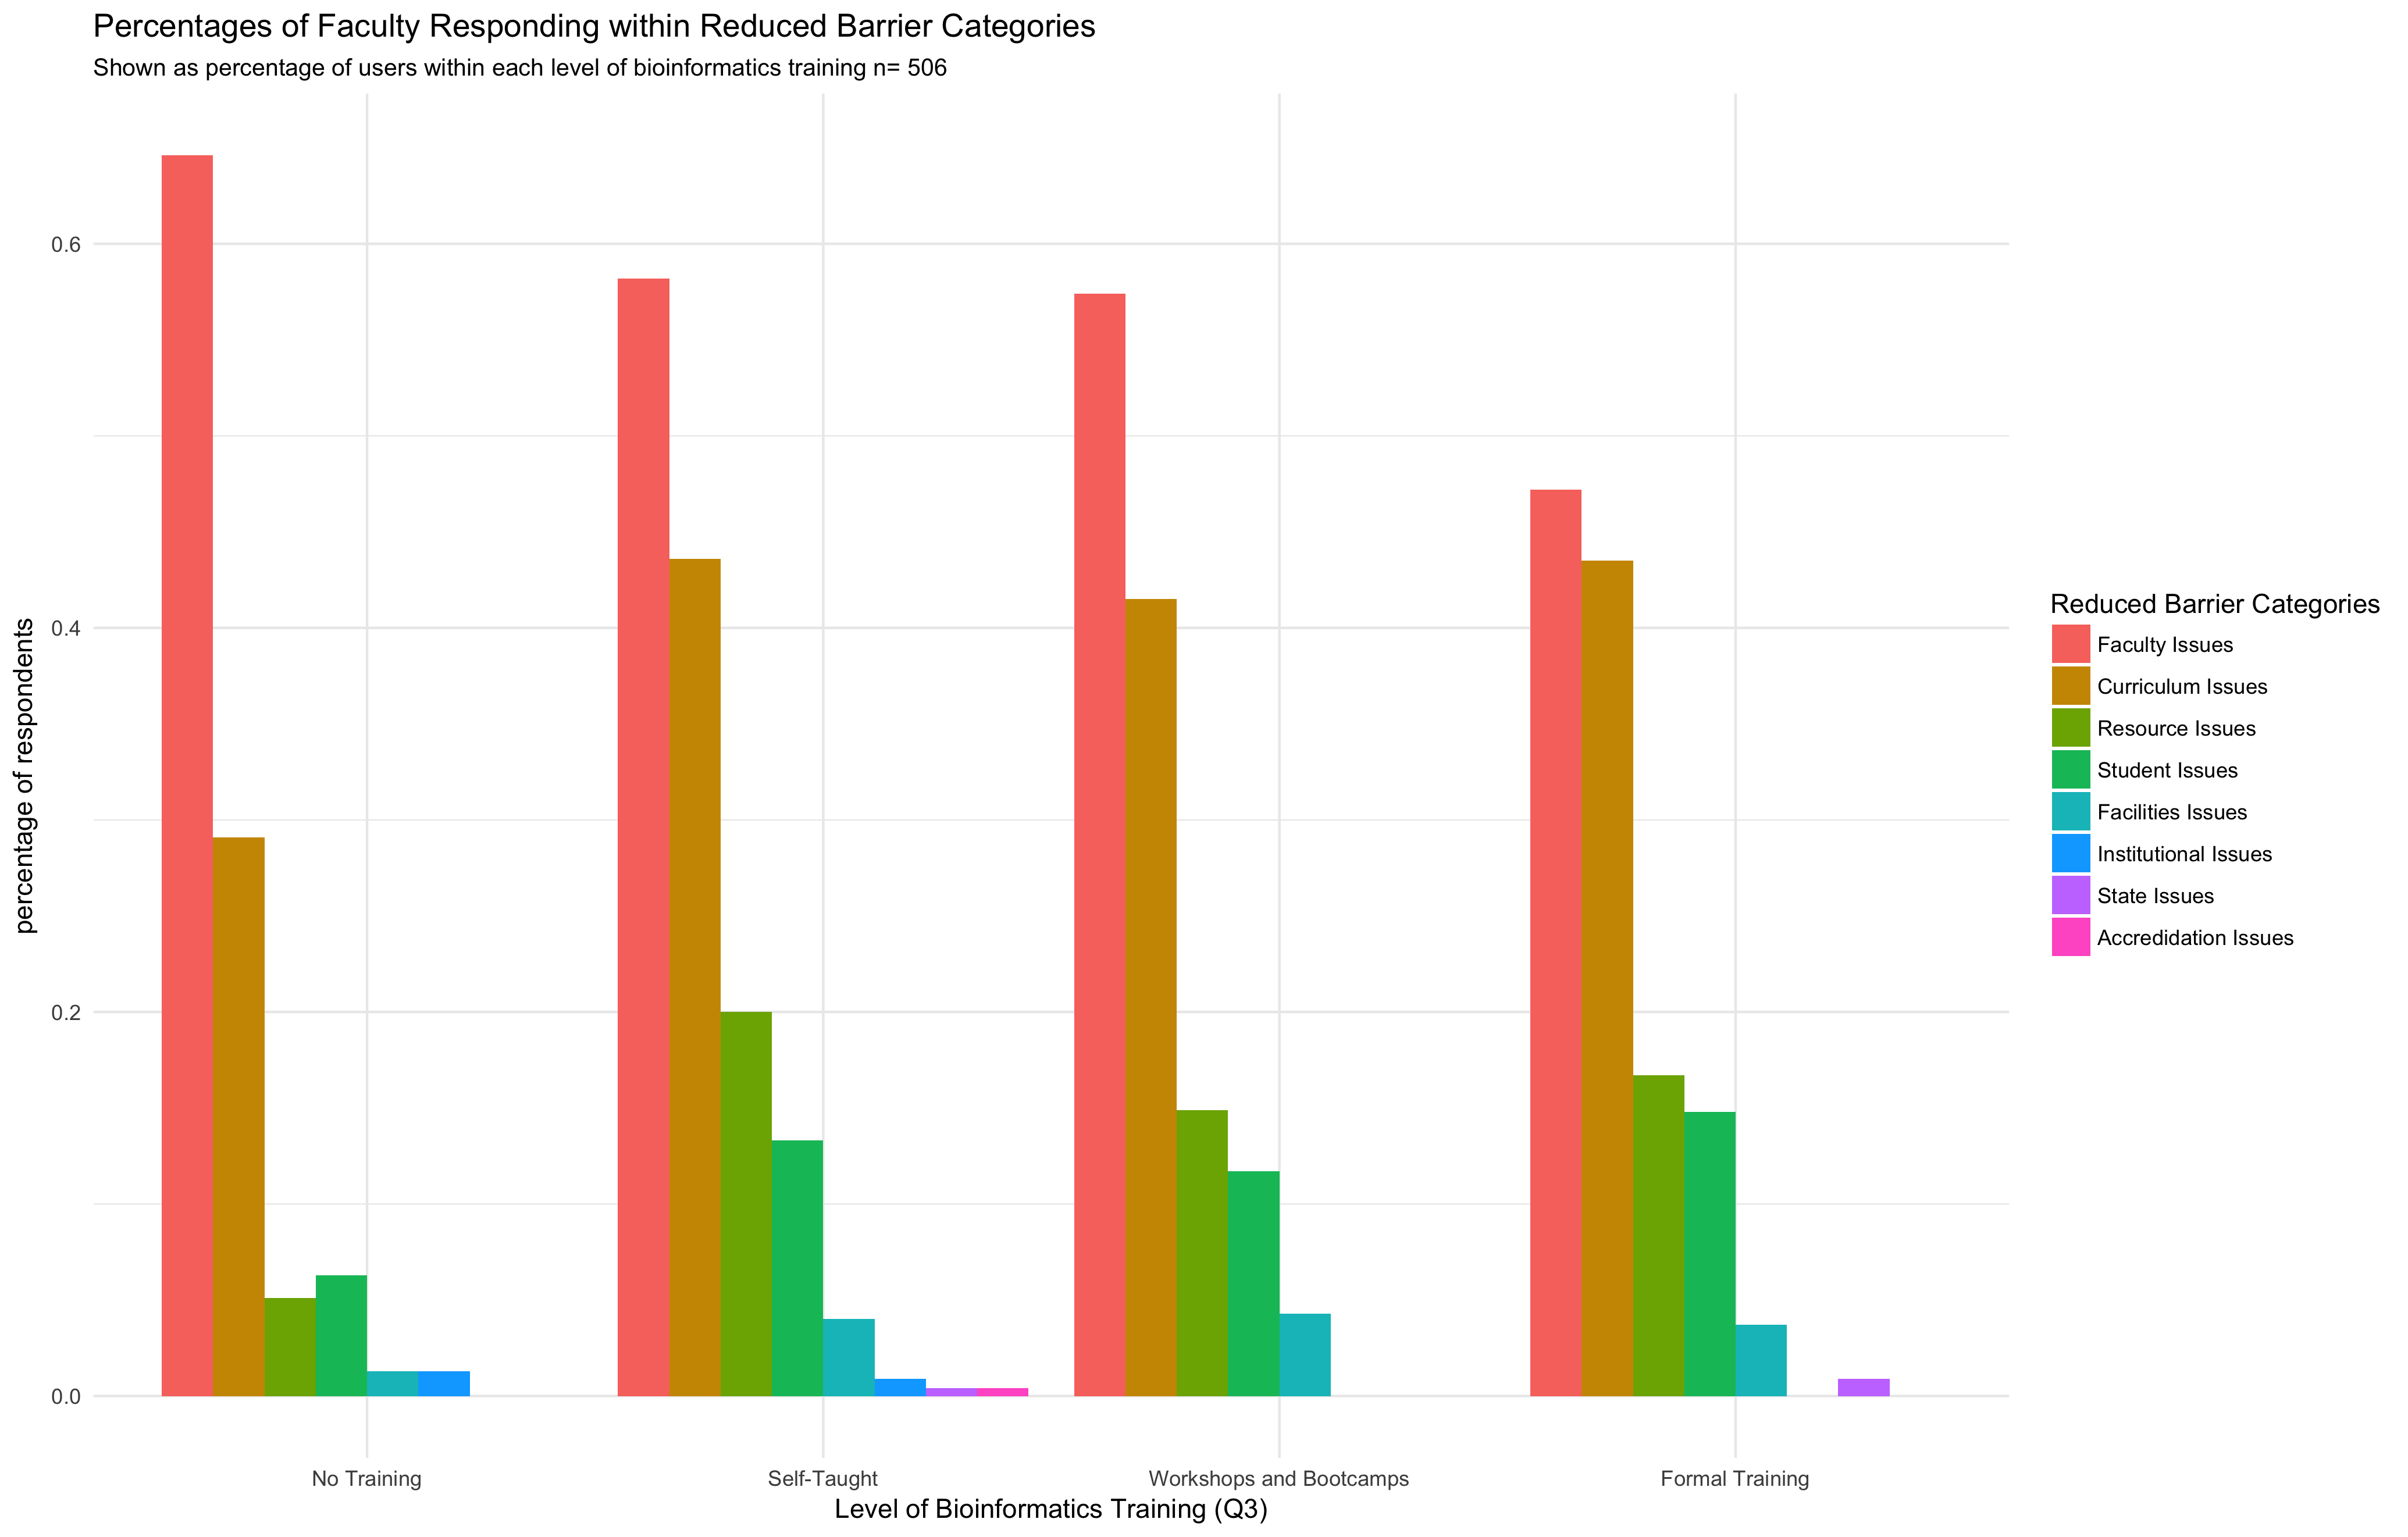 Percentages of Faculty Responding within Reduced Barrier Categories
Shown as percentage of users within each level of bioinformatics training n= 506
percentage of respondents
0.6
0.4
0.2
0.0
No Training
Self-Taught
Workshops and Bootcamps
Formal Training
Level of Bioinformatics Training (Q3)
Reduced Barrier Categories
Faculty Issues
Curriculum Issues
Resource Issues
Student Issues
Facilities Issues
Institutional Issues
State Issues
Accredidation Issues